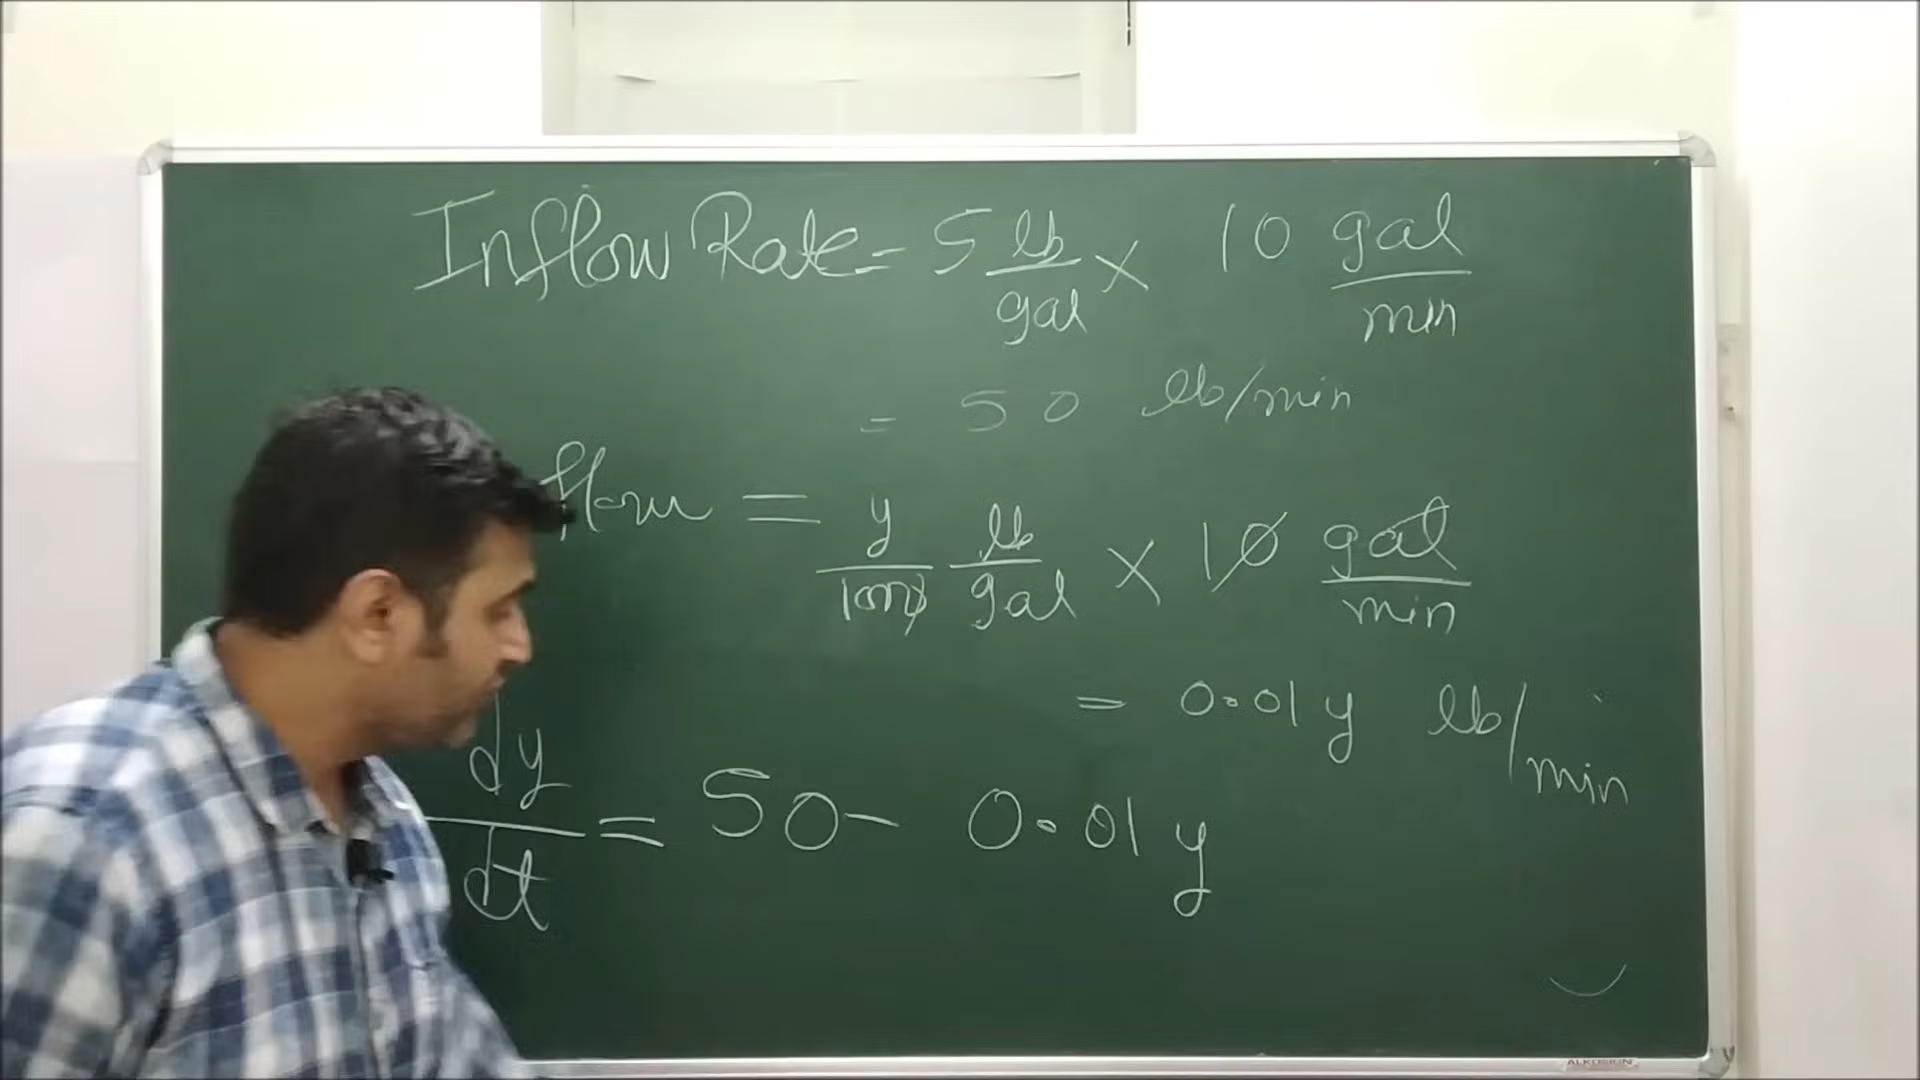 Inflow Rate = 5 lb/gal × 10 gal/min
= 50 lb/min
flow = y/1000 lb/gal × 10 gal/min
= 0.01 y lb/min
dy/dt = 50 - 0.01 y
ALKOSIGN